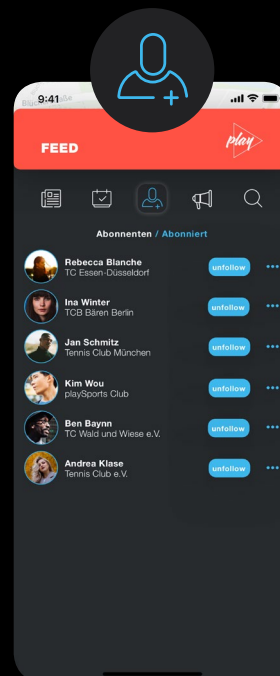 9:41
FEED
play
Abonnenten / Abonniert
Rebecca Blanche
TC Essen-Düsseldorf
unfollow
Ina Winter
TCB Bären Berlin
unfollow
Jan Schmitz
Tennis Club München
unfollow
Kim Wou
playSports Club
unfollow
Ben Baynn
TC Wald und Wiese e.V.
unfollow
Andrea Klase
Tennis Club e.V.
unfollow